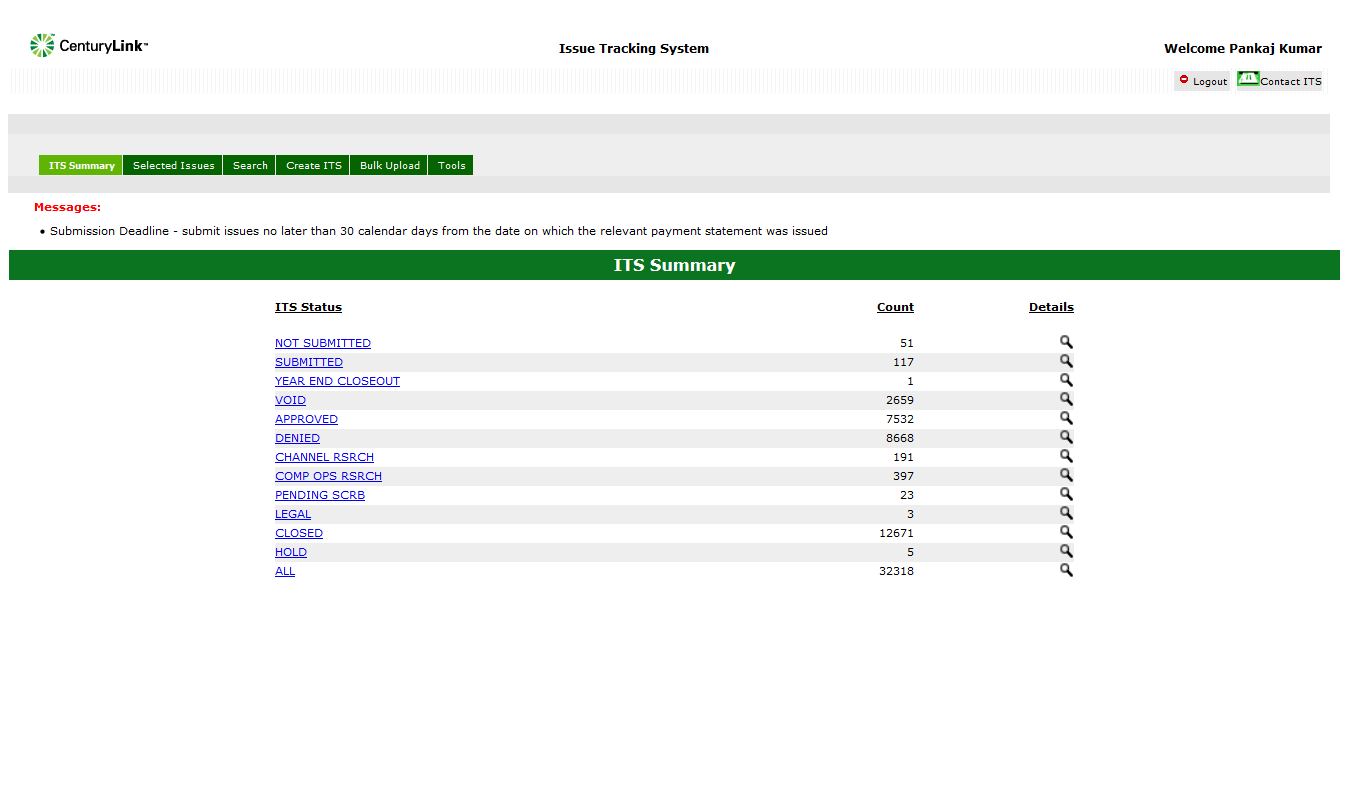 CenturyLink™
Issue Tracking System
Welcome Pankaj Kumar
Logout
Contact ITS
ITS Summary Selected Issues Search Create ITS Bulk Upload Tools
Messages:
• Submission Deadline - submit issues no later than 30 calendar days from the date on which the relevant payment statement was issued
ITS Summary
ITS Status Count Details
NOT SUBMITTED 51
SUBMITTED 117
YEAR END CLOSEOUT 1
VOID 2659
APPROVED 7532
DENIED 8668
CHANNEL RSRCH 191
COMP OPS RSRCH 397
PENDING SCRB 23
LEGAL 3
CLOSED 12671
HOLD 5
ALL 32318